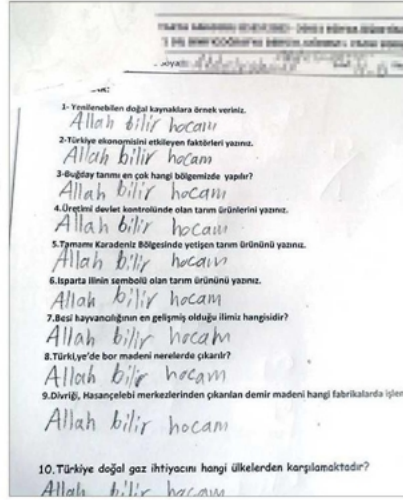 1- Yenilenebilen doğal kaynaklara örnek veriniz.
Allah bilir hocam
2-Türkiye ekonomisini etkileyen faktörleri yazınız.
Allah bilir hocam
3-Buğday tarımı en çok hangi bölgemizde yapılır?
Allah bilir hocam
4.Üretimi devlet kontrolünde olan tarım ürünlerini yazınız.
Allah bilir hocam
5.Tamamı Karadeniz Bölgesinde yetişen tarım ürününü yazınız.
Allah bilir hocam
6.Isparta ilinin sembolü olan tarım ürününü yazınız.
Allah bilir hocam
7.Besi hayvancılığının en gelişmiş olduğu ilimiz hangisidir?
Allah bilir hocam
8.Türki,ye'de bor madeni nerelerde çıkarılır?
Allah bilir hocam
9.Divriği, Hasançelebi merkezlerinden çıkarılan demir madeni hangi fabrikalarda işlen
Allah bilir hocam
10.Türkiye doğal gaz ihtiyacını hangi ülkelerden karşılamaktadır?
Allah bilir hocam